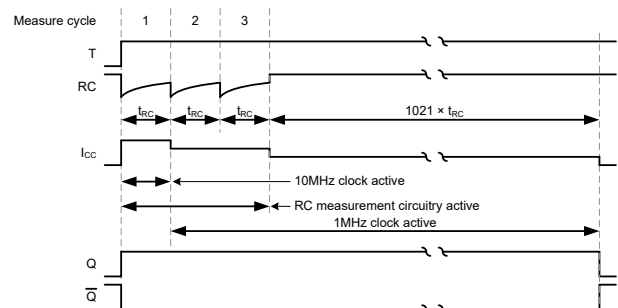 Measure cycle 1 2 3
T
RC
tRC tRC tRC 1021 × tRC
ICC
10MHz clock active
RC measurement circuitry active
1MHz clock active
Q
Q̅